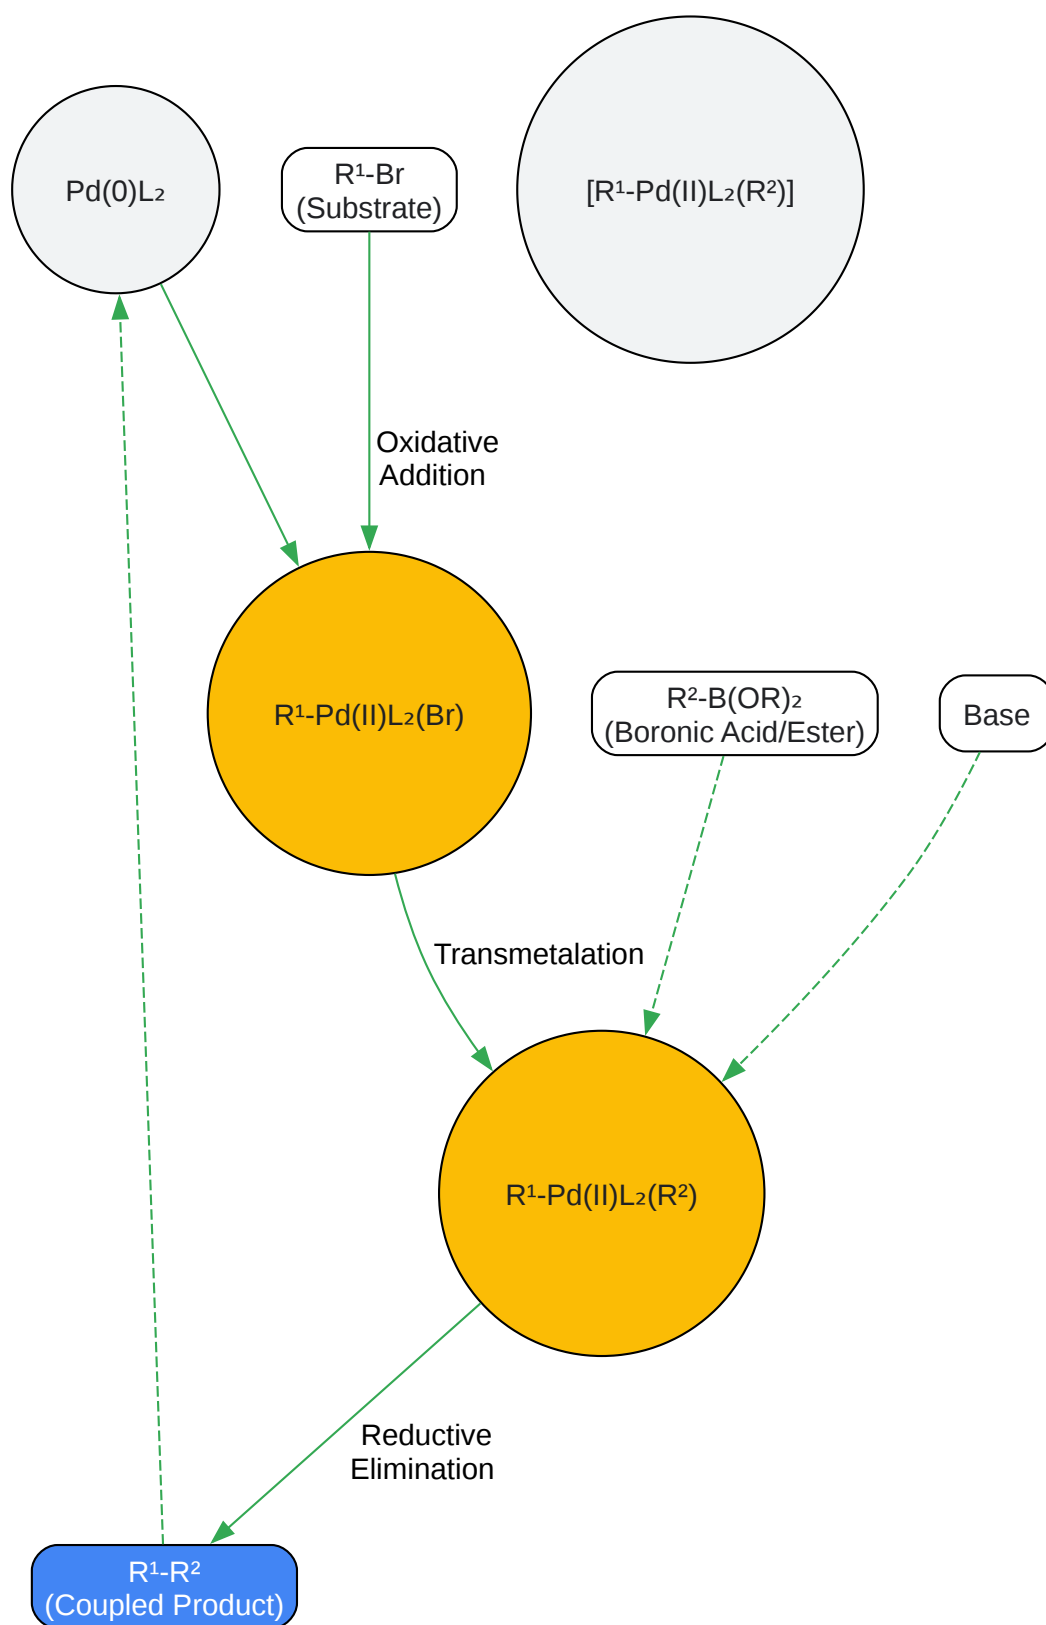 Pd(0)L₂
R¹-Br
(Substrate)
[R¹-Pd(II)L₂(R²)]
Oxidative
Addition
R¹-Pd(II)L₂(Br)
R²-B(OR)₂
(Boronic Acid/Ester)
Base
Transmetalation
R¹-Pd(II)L₂(R²)
Reductive
Elimination
R¹-R²
(Coupled Product)